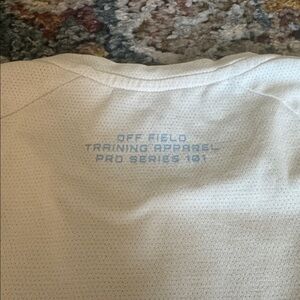 OFF FIELD
TRAINING APPAREL
PRO SERIES 101